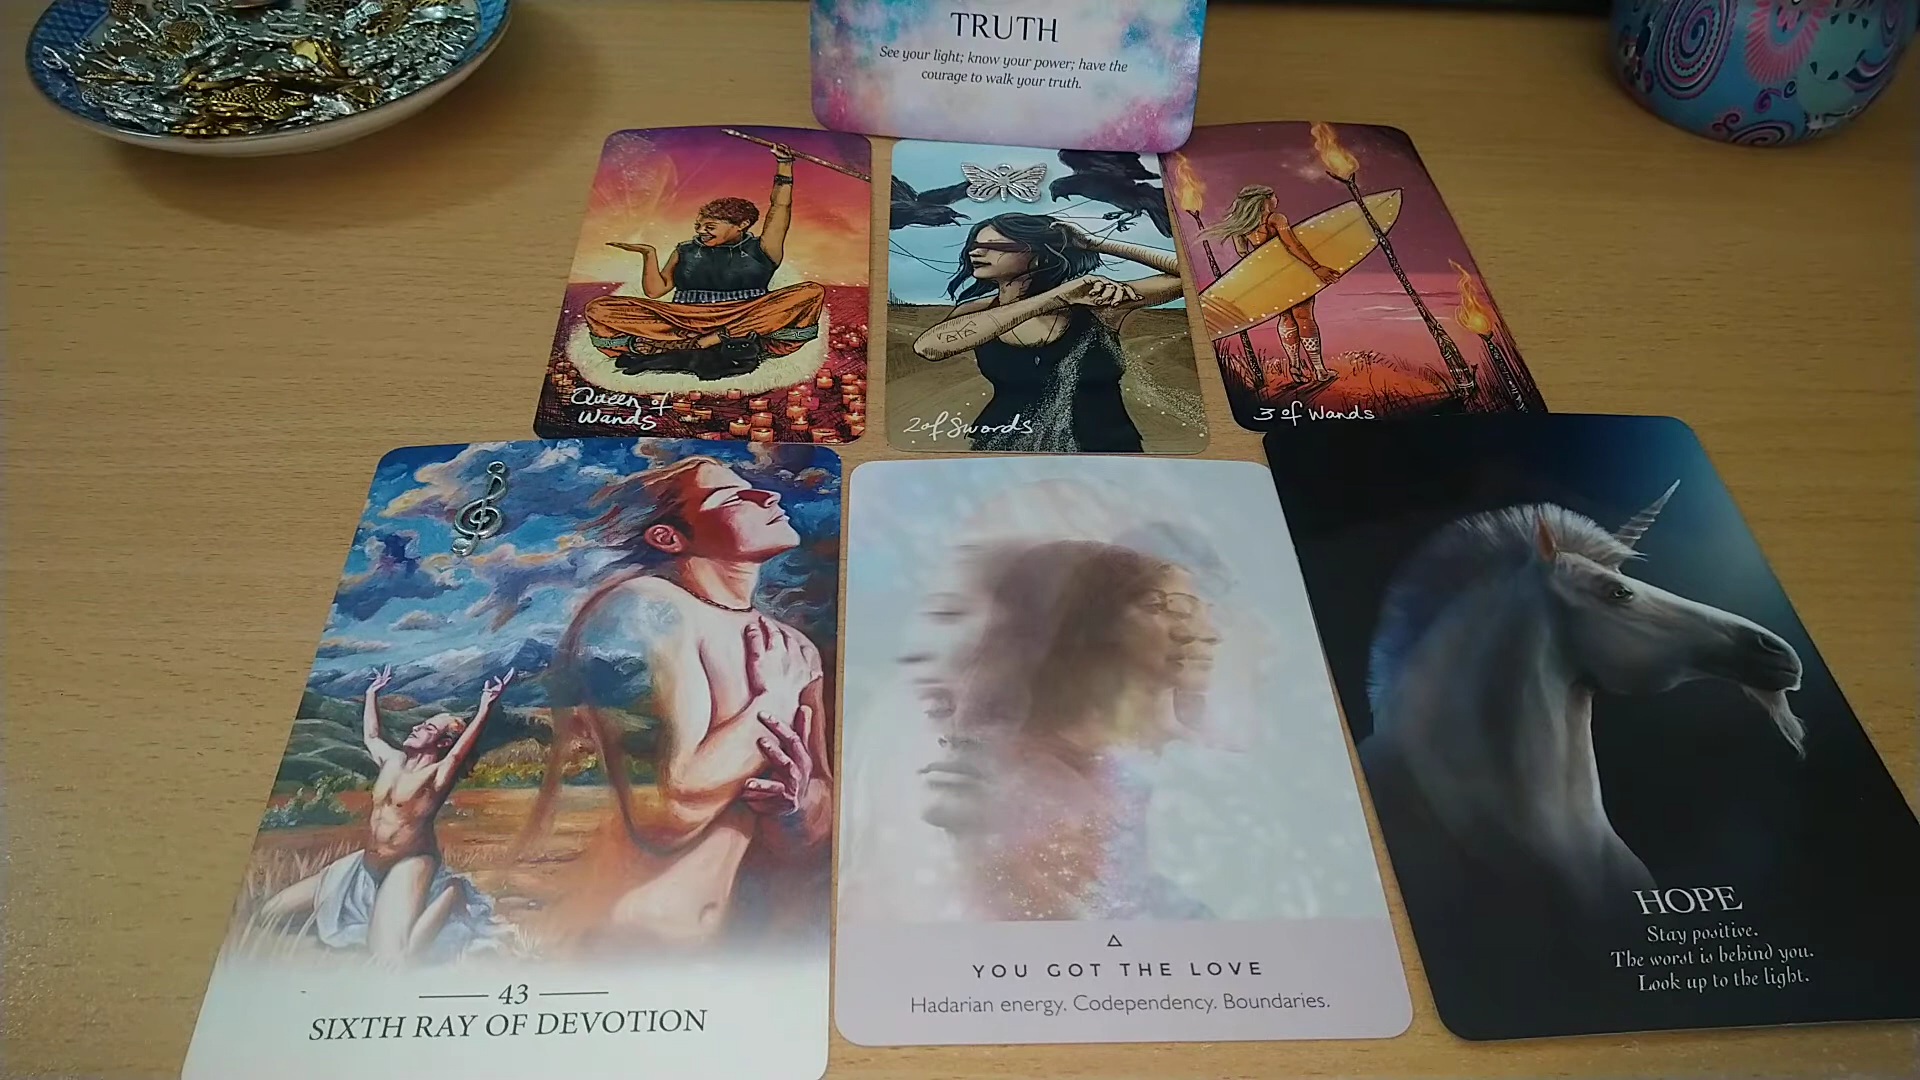 TRUTH
See your light; know your power; have the
courage to walk your truth.
Queen of
Wands
2 of Swords
3 of Wands
43
SIXTH RAY OF DEVOTION
YOU GOT THE LOVE
Hadarian energy. Codependency. Boundaries.
HOPE
Stay positive.
The worst is behind you.
Look up to the light.